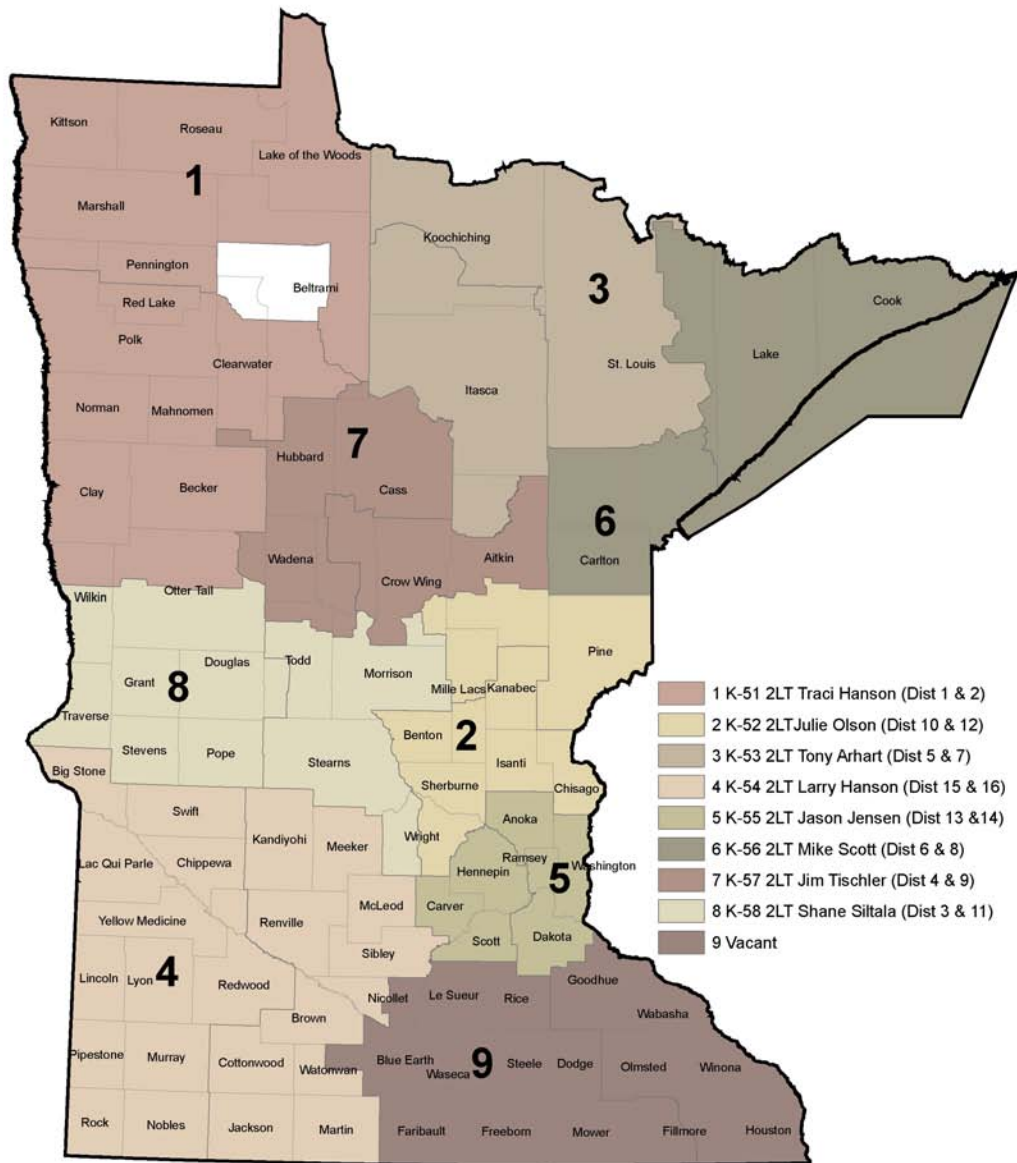 Kittson
Roseau
Lake of the Woods
1
Marshall
Koochiching
Pennington
Beltrami
3
Red Lake
Cook
Polk
Lake
Clearwater
St. Louis
Itasca
Norman
Mahnomen
7
Hubbard
Becker
Cass
Clay
6
Wadena
Aitkin
Carlton
Crow Wing
Wilkin
Otter Tail
Pine
Douglas
Todd
Morrison
Grant
8
Mille Lacs
Kanabec
Traverse
Benton
2
Stevens
Pope
Stearns
Isanti
Big Stone
Sherburne
Chisago
Swift
Anoka
Kandiyohi
Wright
Meeker
Lac Qui Parle
Chippewa
Ramsey
Washington
Hennepin
5
McLeod
Carver
Yellow Medicine
Renville
Dakota
Scott
Sibley
4
Lincoln
Lyon
Redwood
Goodhue
Nicollet
Le Sueur
Rice
Wabasha
Brown
Pipestone
Murray
Cottonwood
Watonwan
Blue Earth
Waseca
9
Steele
Dodge
Olmsted
Winona
Rock
Nobles
Jackson
Martin
Faribault
Freeborn
Mower
Fillmore
Houston
1 K-51 2LT Traci Hanson (Dist 1 & 2)
2 K-52 2LTJulie Olson (Dist 10 & 12)
3 K-53 2LT Tony Arhart (Dist 5 & 7)
4 K-54 2LT Larry Hanson (Dist 15 & 16)
5 K-55 2LT Jason Jensen (Dist 13 &14)
6 K-56 2LT Mike Scott (Dist 6 & 8)
7 K-57 2LT Jim Tischler (Dist 4 & 9)
8 K-58 2LT Shane Siltala (Dist 3 & 11)
9 Vacant